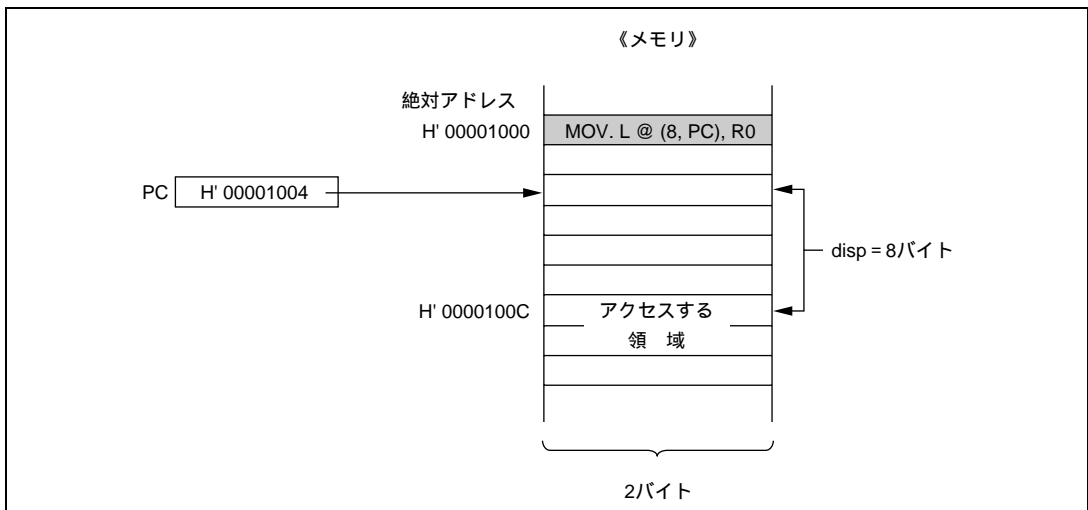 《メモリ》
絶対アドレス
H' 00001000 MOV. L @ (8, PC), R0
PC H' 00001004
disp = 8バイト
H' 0000100C アクセスする
領 域
2バイト